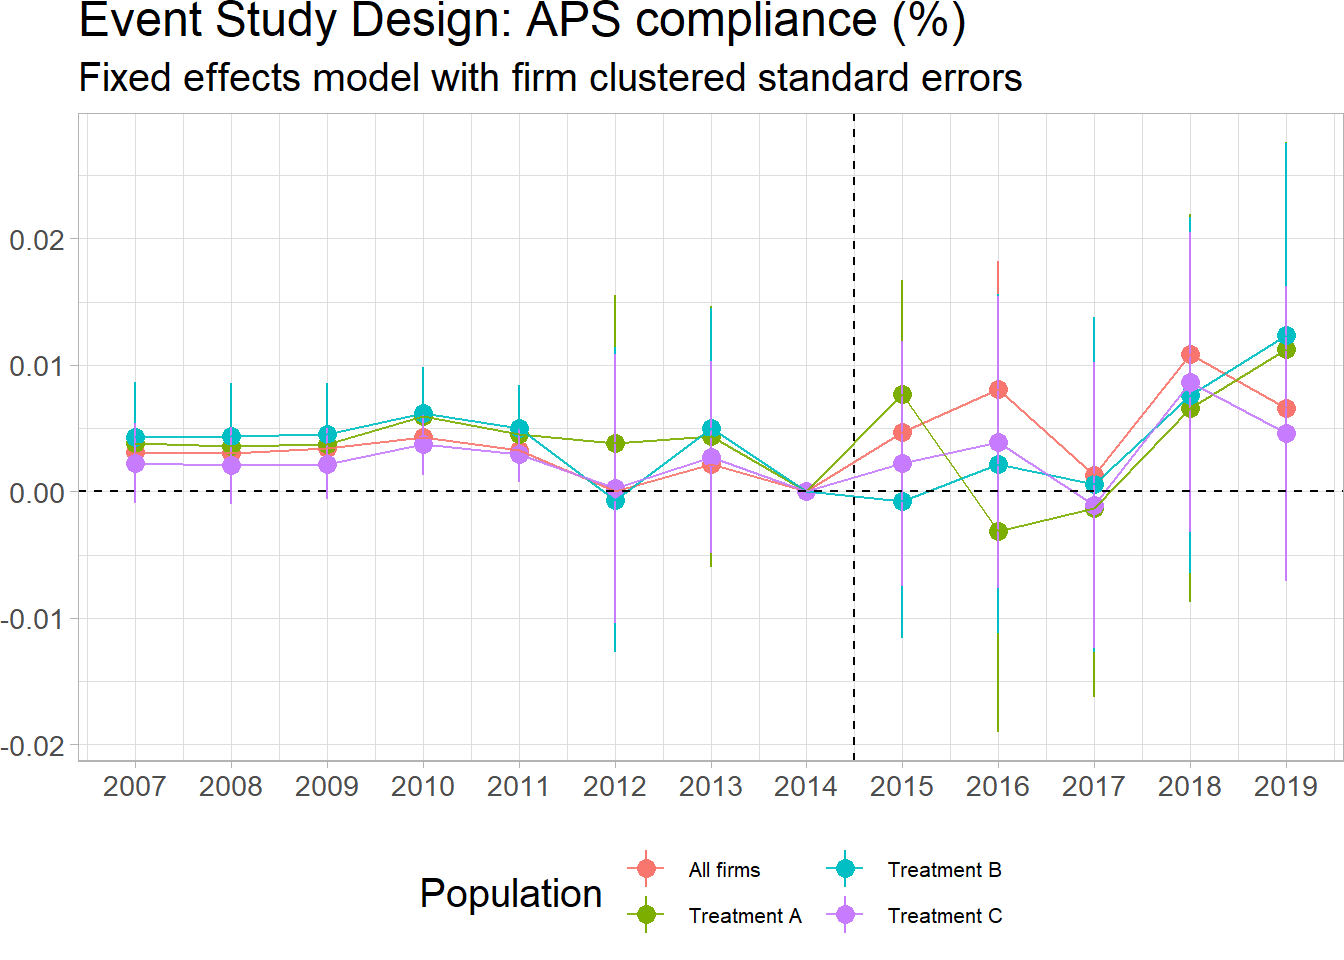 Event Study Design: APS compliance (%)
Fixed effects model with firm clustered standard errors
0.02
0.01
0.00
-0.01
-0.02
2007 2008 2009 2010 2011 2012 2013 2014 2015 2016 2017 2018 2019
Population
All firms Treatment B
Treatment A Treatment C